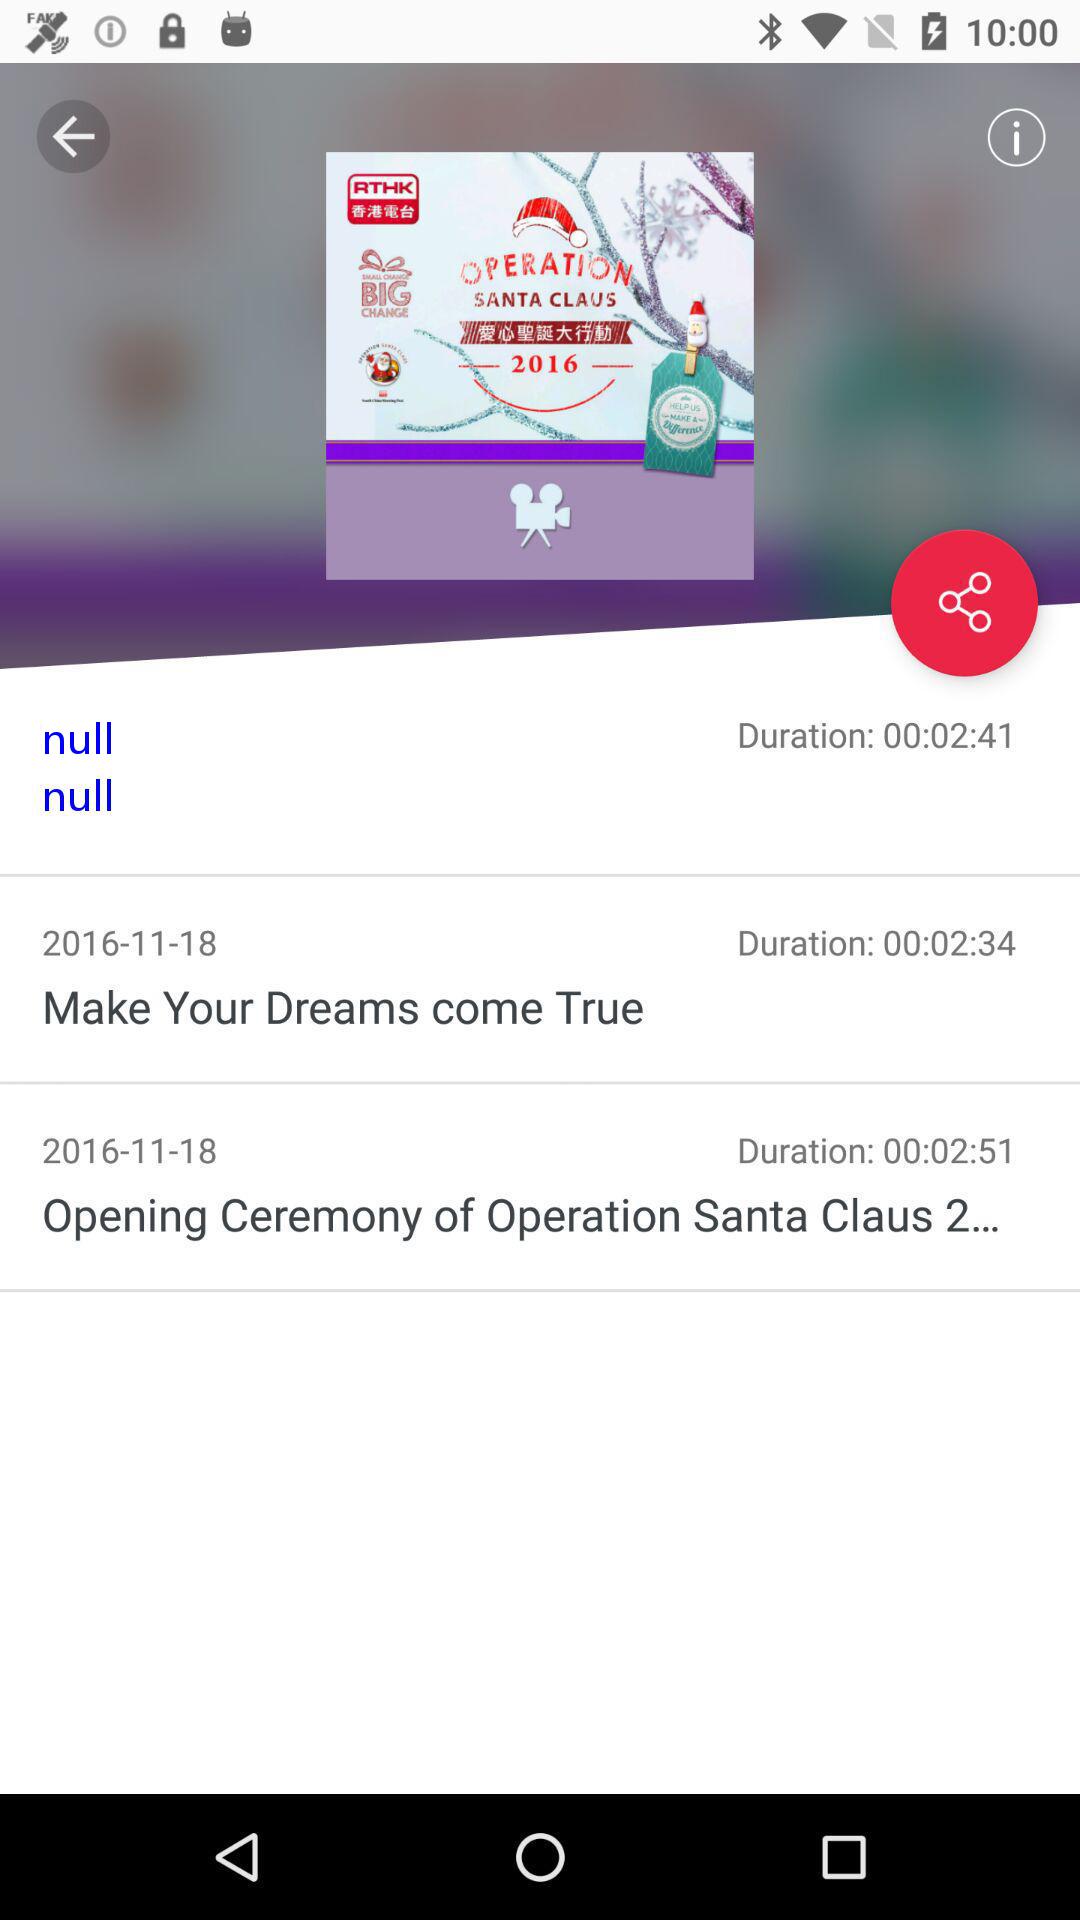 FAKE
10:00
RTHK
香港電台
SMALL CHANGE
BIG
CHANGE
OPERATION
SANTA CLAUS
愛心聖誕大行動
2016
HELP US
MAKE A
Difference
null
Duration: 00:02:41
null
2016-11-18
Duration: 00:02:34
Make Your Dreams come True
2016-11-18
Duration: 00:02:51
Opening Ceremony of Operation Santa Claus 2...